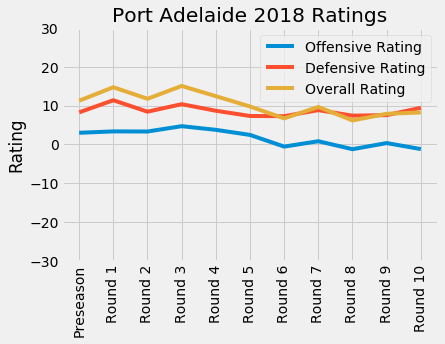 Port Adelaide 2018 Ratings
Offensive Rating
Defensive Rating
Overall Rating
Rating
30
20
10
0
−10
−20
−30
Preseason
Round 1
Round 2
Round 3
Round 4
Round 5
Round 6
Round 7
Round 8
Round 9
Round 10